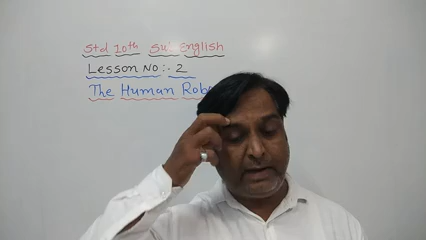 Std 10th Sub English
Lesson No :- 2
The Human